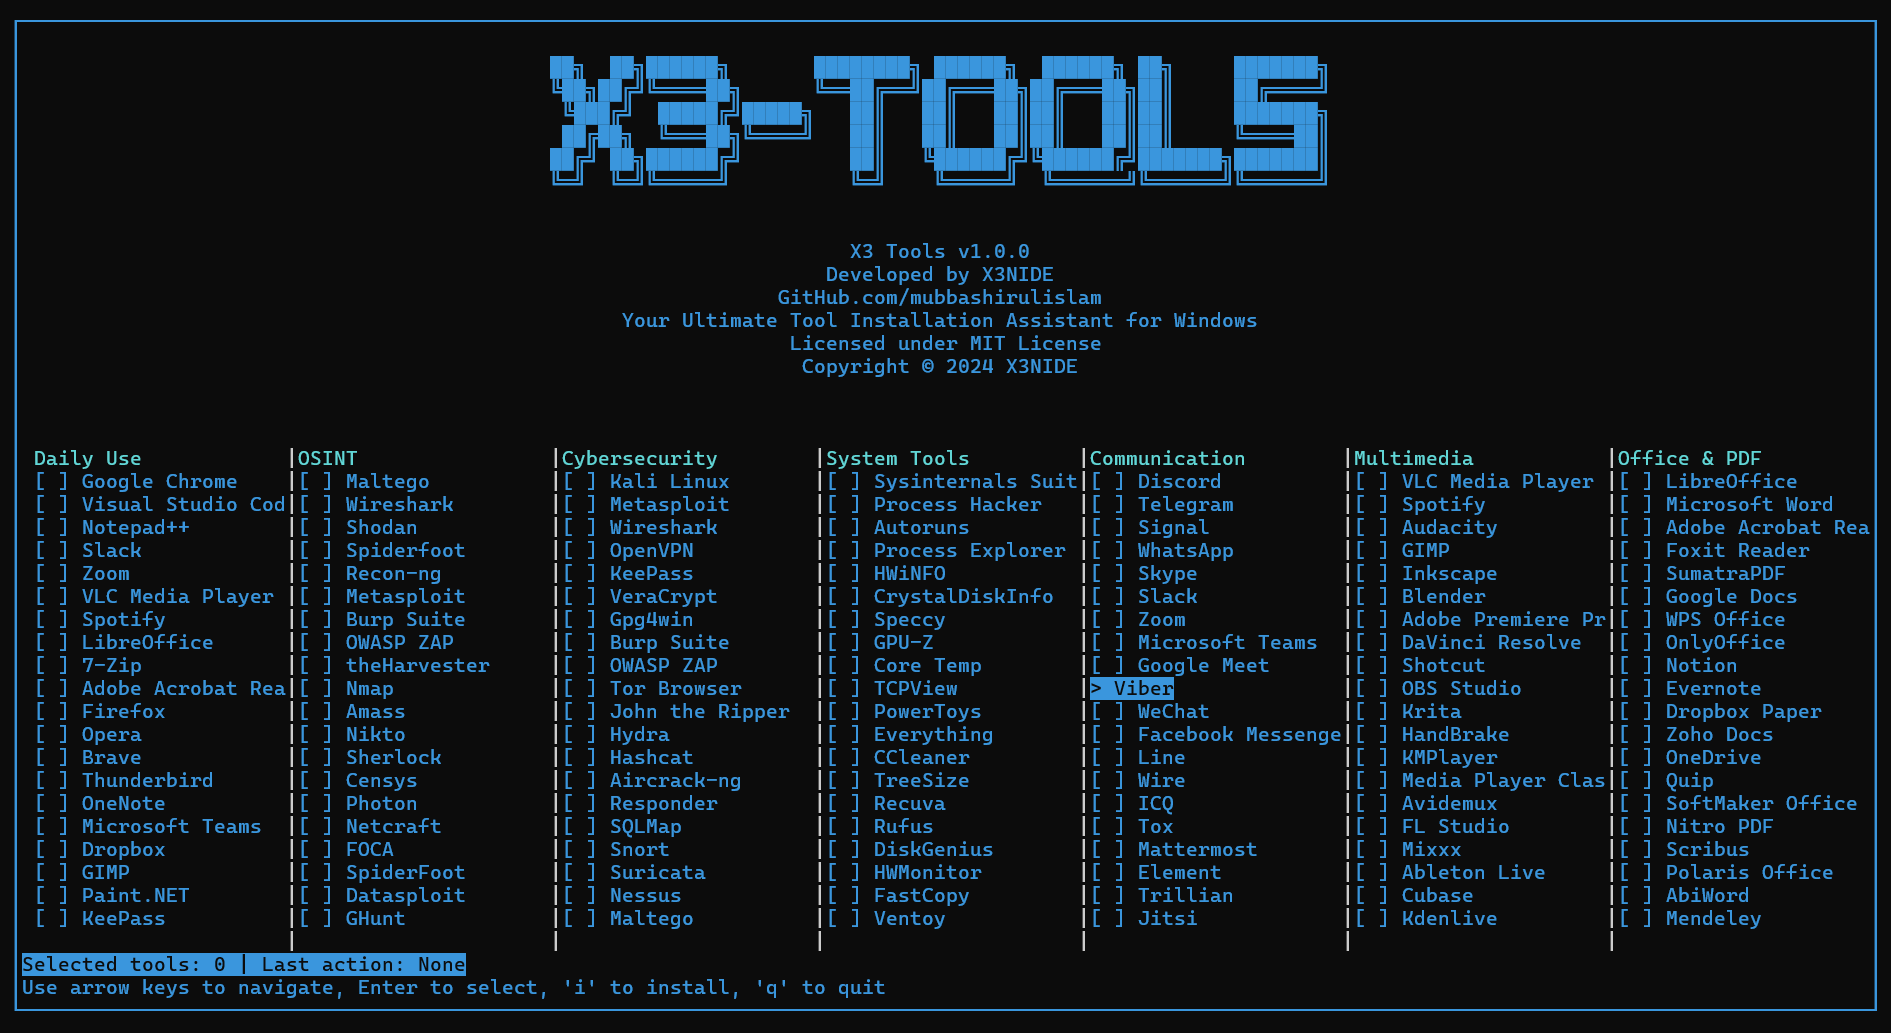 X3-TOOLS
X3 Tools v1.0.0
Developed by X3NIDE
GitHub.com/mubbashirulislam
Your Ultimate Tool Installation Assistant for Windows
Licensed under MIT License
Copyright © 2024 X3NIDE
Daily Use |OSINT |Cybersecurity |System Tools |Communication |Multimedia |Office & PDF
[ ] Google Chrome |[ ] Maltego |[ ] Kali Linux |[ ] Sysinternals Suit|[ ] Discord |[ ] VLC Media Player |[ ] LibreOffice
[ ] Visual Studio Cod|[ ] Wireshark |[ ] Metasploit |[ ] Process Hacker |[ ] Telegram |[ ] Spotify |[ ] Microsoft Word
[ ] Notepad++ |[ ] Shodan |[ ] Wireshark |[ ] Autoruns |[ ] Signal |[ ] Audacity |[ ] Adobe Acrobat Rea
[ ] Slack |[ ] Spiderfoot |[ ] OpenVPN |[ ] Process Explorer |[ ] WhatsApp |[ ] GIMP |[ ] Foxit Reader
[ ] Zoom |[ ] Recon-ng |[ ] KeePass |[ ] HWiNFO |[ ] Skype |[ ] Inkscape |[ ] SumatraPDF
[ ] VLC Media Player |[ ] Metasploit |[ ] VeraCrypt |[ ] CrystalDiskInfo |[ ] Slack |[ ] Blender |[ ] Google Docs
[ ] Spotify |[ ] Burp Suite |[ ] Gpg4win |[ ] Speccy |[ ] Zoom |[ ] Adobe Premiere Pr|[ ] WPS Office
[ ] LibreOffice |[ ] OWASP ZAP |[ ] Burp Suite |[ ] GPU-Z |[ ] Microsoft Teams |[ ] DaVinci Resolve |[ ] OnlyOffice
[ ] 7-Zip |[ ] theHarvester |[ ] OWASP ZAP |[ ] Core Temp |[ ] Google Meet |[ ] Shotcut |[ ] Notion
[ ] Adobe Acrobat Rea|[ ] Nmap |[ ] Tor Browser |[ ] TCPView |> Viber |[ ] OBS Studio |[ ] Evernote
[ ] Firefox |[ ] Amass |[ ] John the Ripper |[ ] PowerToys |[ ] WeChat |[ ] Krita |[ ] Dropbox Paper
[ ] Opera |[ ] Nikto |[ ] Hydra |[ ] Everything |[ ] Facebook Messenge|[ ] HandBrake |[ ] Zoho Docs
[ ] Brave |[ ] Sherlock |[ ] Hashcat |[ ] CCleaner |[ ] Line |[ ] KMPlayer |[ ] OneDrive
[ ] Thunderbird |[ ] Censys |[ ] Aircrack-ng |[ ] TreeSize |[ ] Wire |[ ] Media Player Clas|[ ] Quip
[ ] OneNote |[ ] Photon |[ ] Responder |[ ] Recuva |[ ] ICQ |[ ] Avidemux |[ ] SoftMaker Office
[ ] Microsoft Teams |[ ] Netcraft |[ ] SQLMap |[ ] Rufus |[ ] Tox |[ ] FL Studio |[ ] Nitro PDF
[ ] Dropbox |[ ] FOCA |[ ] Snort |[ ] DiskGenius |[ ] Mattermost |[ ] Mixxx |[ ] Scribus
[ ] GIMP |[ ] SpiderFoot |[ ] Suricata |[ ] HWMonitor |[ ] Element |[ ] Ableton Live |[ ] Polaris Office
[ ] Paint.NET |[ ] Datasploit |[ ] Nessus |[ ] FastCopy |[ ] Trillian |[ ] Cubase |[ ] AbiWord
[ ] KeePass |[ ] GHunt |[ ] Maltego |[ ] Ventoy |[ ] Jitsi |[ ] Kdenlive |[ ] Mendeley
Selected tools: 0 | Last action: None
Use arrow keys to navigate, Enter to select, 'i' to install, 'q' to quit